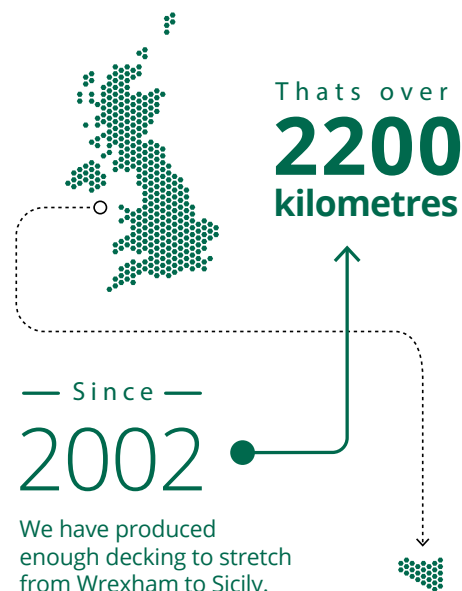 Thats over
2200
kilometres
Since
2002
We have produced
enough decking to stretch
from Wrexham to Sicily.